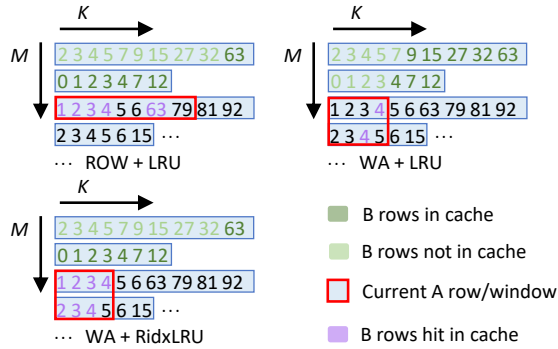 K
M
2 3 4 5 7 9 15 27 32 63
0 1 2 3 4 7 12
1 2 3 4 5 6 63 79 81 92
2 3 4 5 6 15 ⋯
⋯ ROW + LRU
K
M
2 3 4 5 7 9 15 27 32 63
0 1 2 3 4 7 12
1 2 3 4 5 6 63 79 81 92
2 3 4 5 6 15 ⋯
⋯ WA + LRU
K
M
2 3 4 5 7 9 15 27 32 63
0 1 2 3 4 7 12
1 2 3 4 5 6 63 79 81 92
2 3 4 5 6 15 ⋯
⋯ WA + RidxLRU
B rows in cache
B rows not in cache
Current A row/window
B rows hit in cache